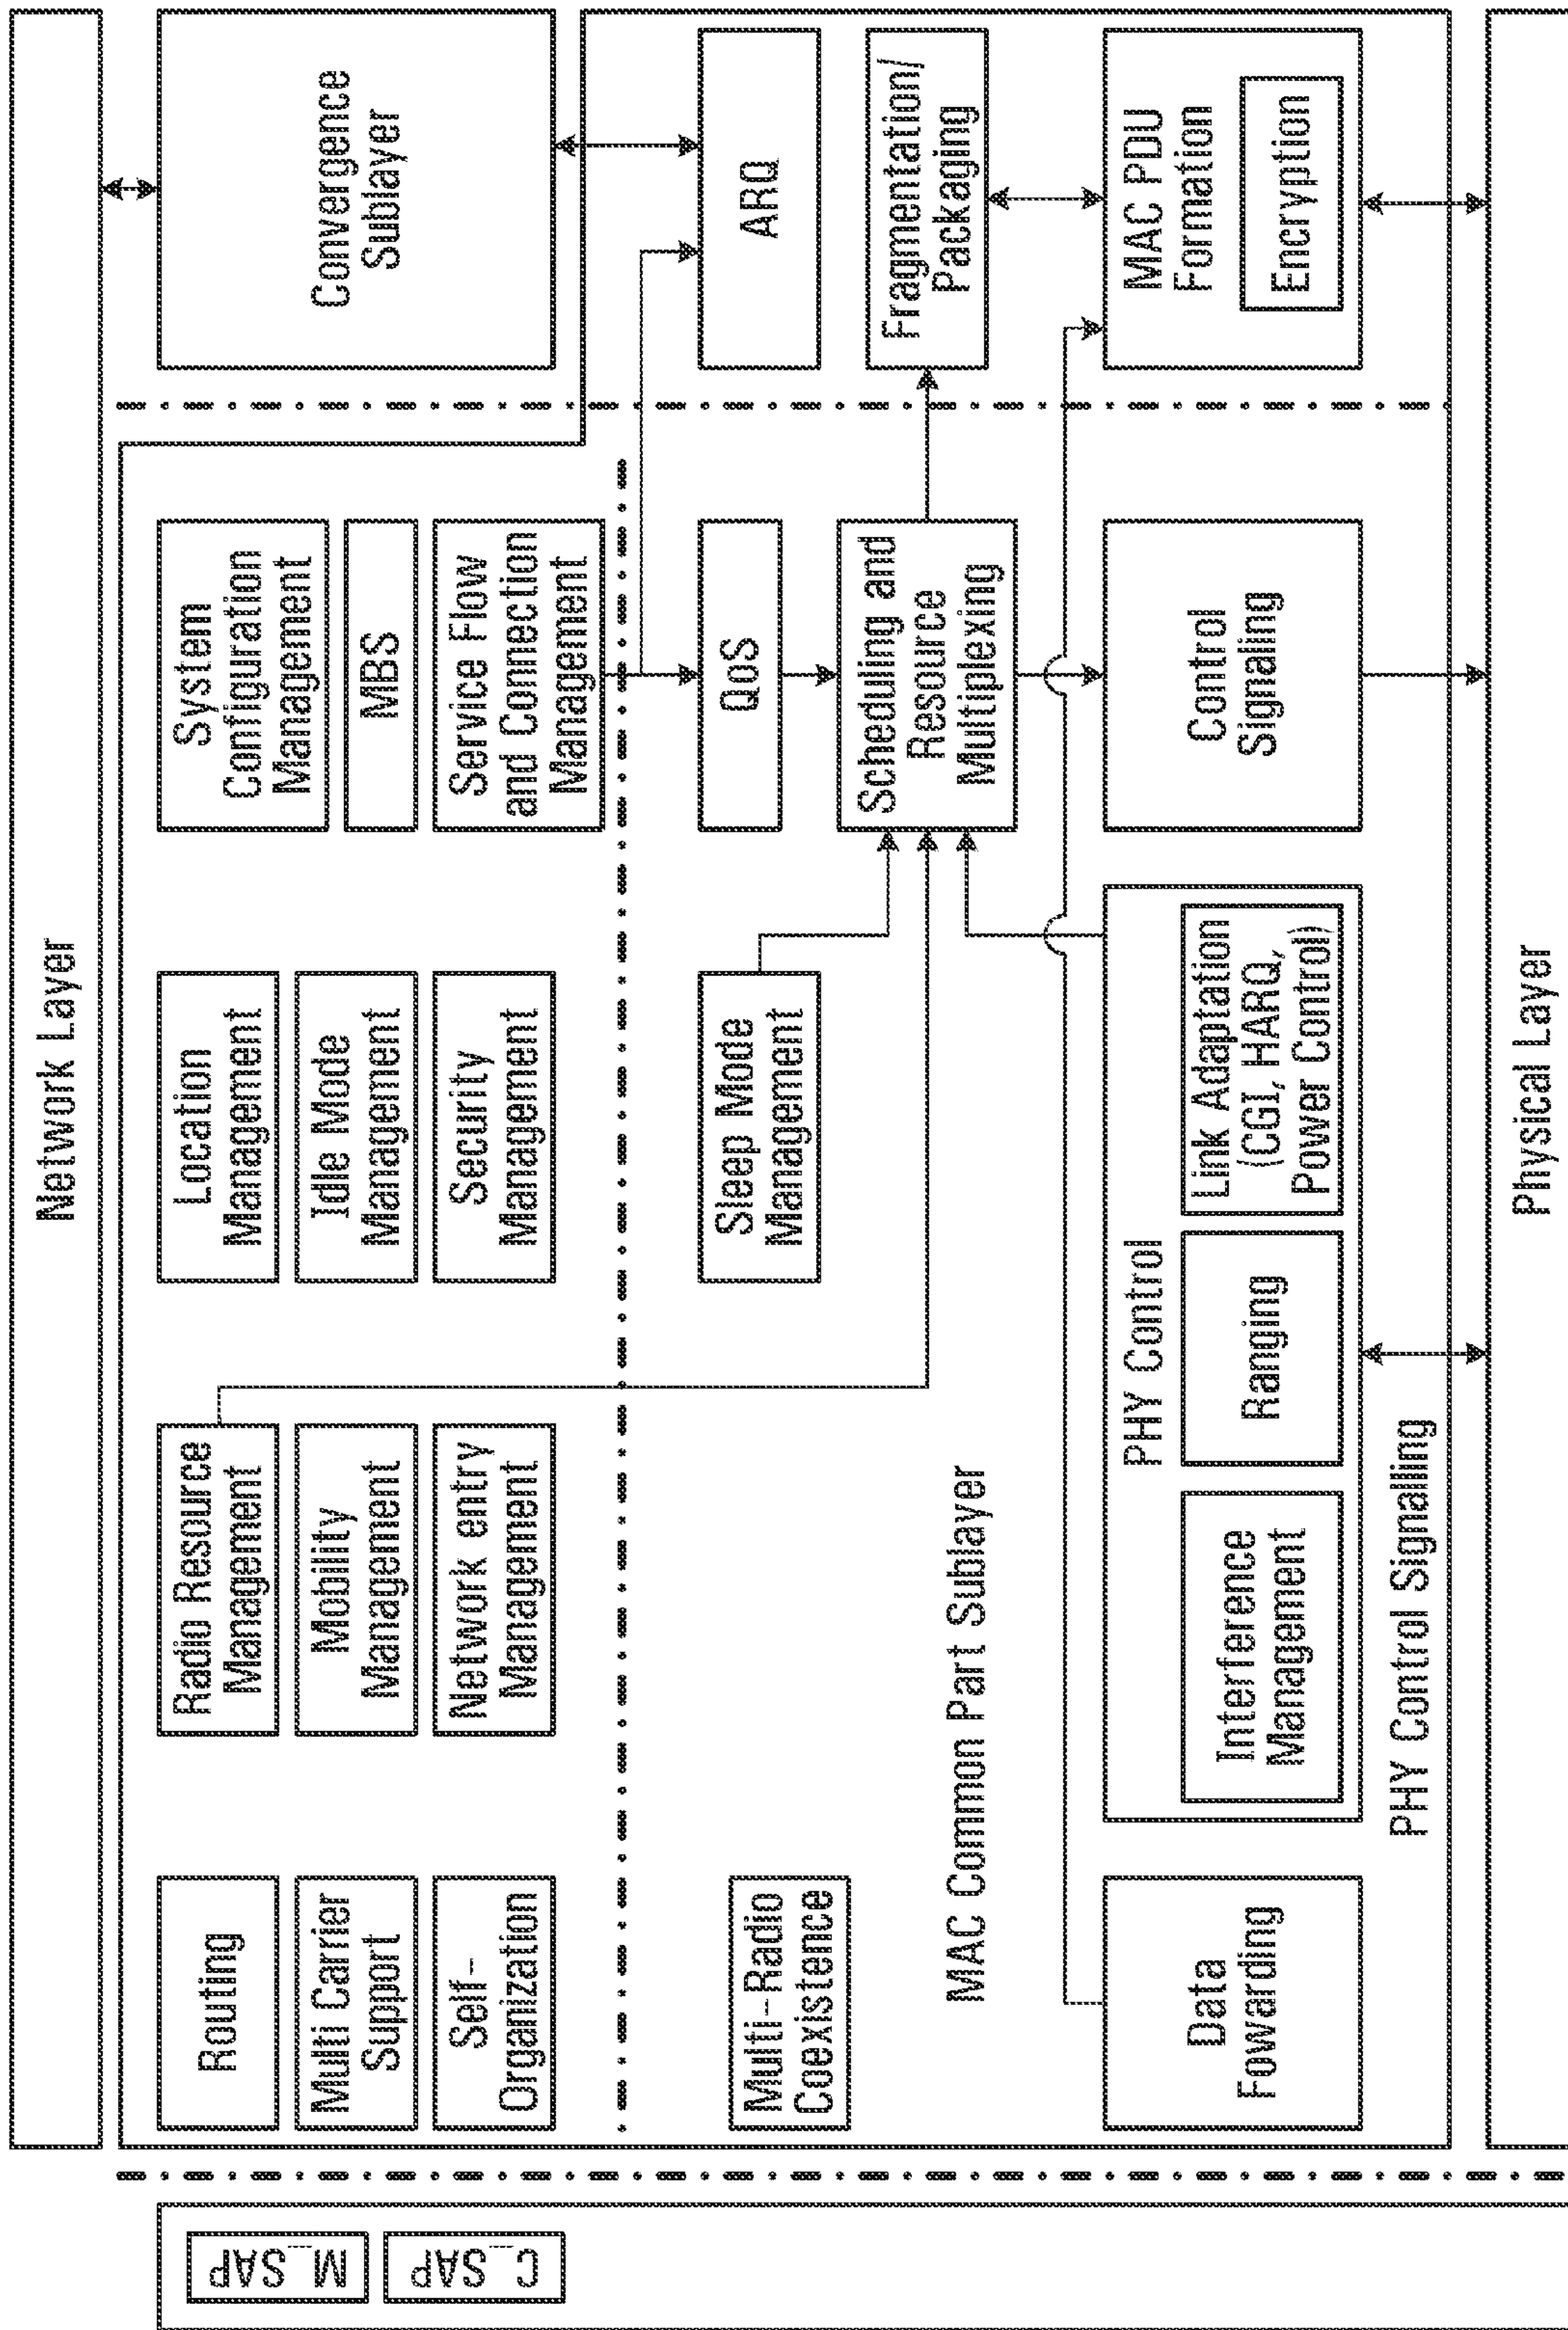 Network Layer
M_SAP
C_SAP
Routing
Multi Carrier
Support
Self-
Organization
Radio Resource
Management
Mobility
Management
Network entry
Management
Location
Management
Idle Mode
Management
Security
Management
System
Configuration
Management
MBS
Service Flow
and Connection
Management
Convergence
Sublayer
Multi-Radio
Coexistence
Sleep Mode
Management
QoS
ARQ
Scheduling and
Resource
Multiplexing
Fragmentation/
Packaging
MAC Common Part Sublayer
Data
Fowarding
PHY Control
Interference
Management
Ranging
Link Adaptation
(CGI, HARQ,
Power Control)
Control
Signaling
MAC PDU
Formation
Encryption
PHY Control Signalling
Physical Layer